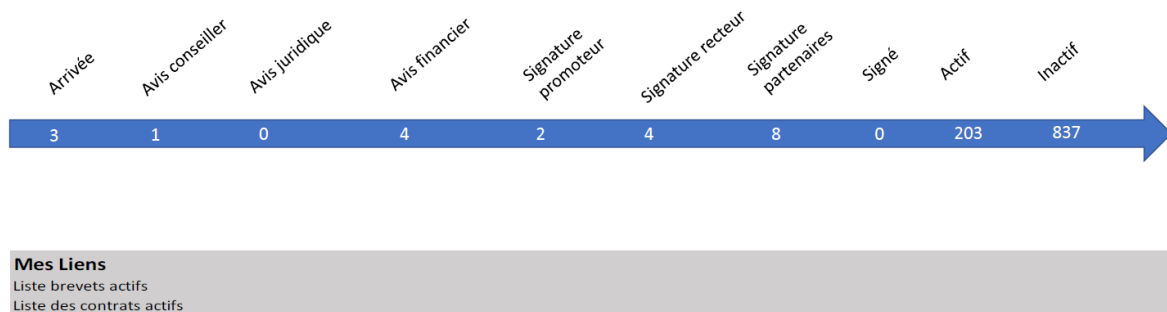 Arrivée
Avis conseiller
Avis juridique
Avis financier
Signature
promoteur
Signature recteur
Signature
partenaires
Signé
Actif
Inactif
3 1 0 4 2 4 8 0 203 837
Mes Liens
Liste brevets actifs
Liste des contrats actifs